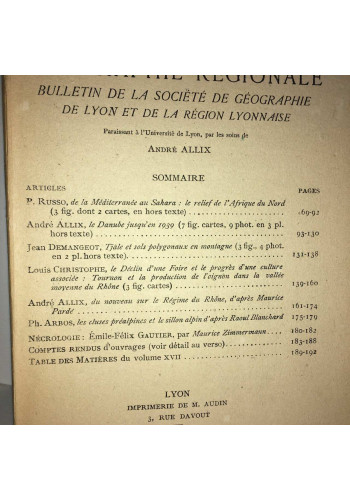 RÉGIONALE
BULLETIN DE LA SOCIÉTÉ DE GÉOGRAPHIE
DE LYON ET DE LA RÉGION LYONNAISE
Paraissant à l'Université de Lyon, par les soins de
ANDRÉ ALLIX
SOMMAIRE
ARTICLES PAGES
P. RUSSO, de la Méditerranée au Sahara : le relief de l'Afrique du Nord
(3 fig. dont 2 cartes, en hors texte) 69-92
André ALLIX, le Danube jusqu'en 1939 (7 fig., 9 phot. en 3 pl.
hors texte) 93-130
Jean DEMANGEOT, Tjäle et sols polygonaux en montagne (3 fig., 4 phot.
en 2 pl. hors texte) 131-138
Louis CHRISTOPHE, le Déclin d'une Foire et le progrès d'une culture
associée : Tournon et la production de l'oignon dans la vallée
moyenne du Rhône (3 fig. cartes) 139-160
André ALLIX, du nouveau sur le Régime du Rhône, d'après Maurice
Pardé 161-174
Ph. ARBOS, les cluses préalpines et le sillon alpin d'après Raoul Blanchard 175-179
NÉCROLOGIE : Émile-Félix GAUTIER, par Maurice Zimmermann 180-182
COMPTES RENDUS d'ouvrages (voir détail au verso) 183-188
TABLE DES MATIÈRES du volume XVII 189-192
LYON
IMPRIMERIE DE M. AUDIN
3, RUE DAVOUT